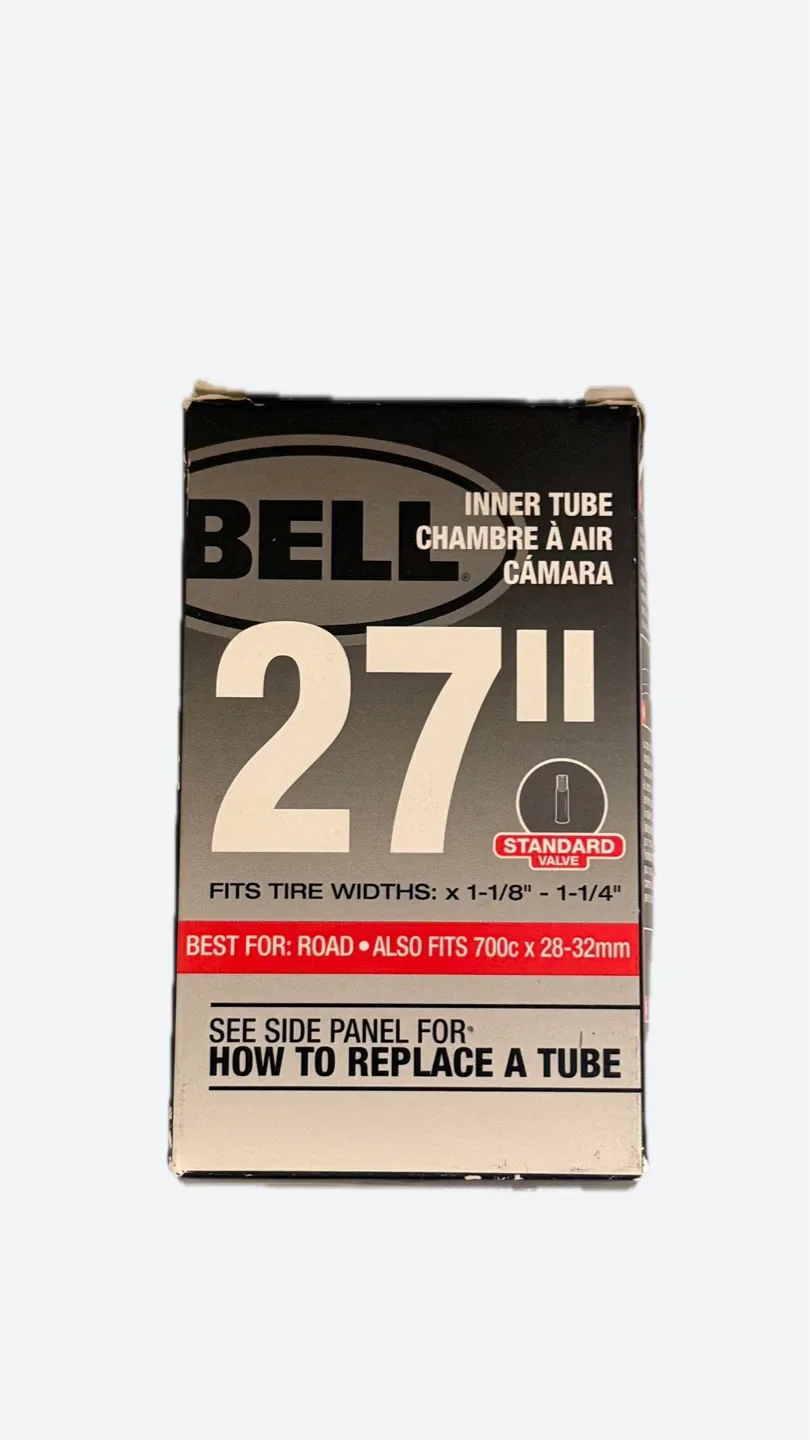 BELL®
INNER TUBE
CHAMBRE À AIR
CÁMARA
27"
STANDARD
VALVE
FITS TIRE WIDTHS: x 1-1/8" - 1-1/4"
BEST FOR: ROAD • ALSO FITS 700c x 28-32mm
SEE SIDE PANEL FOR
HOW TO REPLACE A TUBE